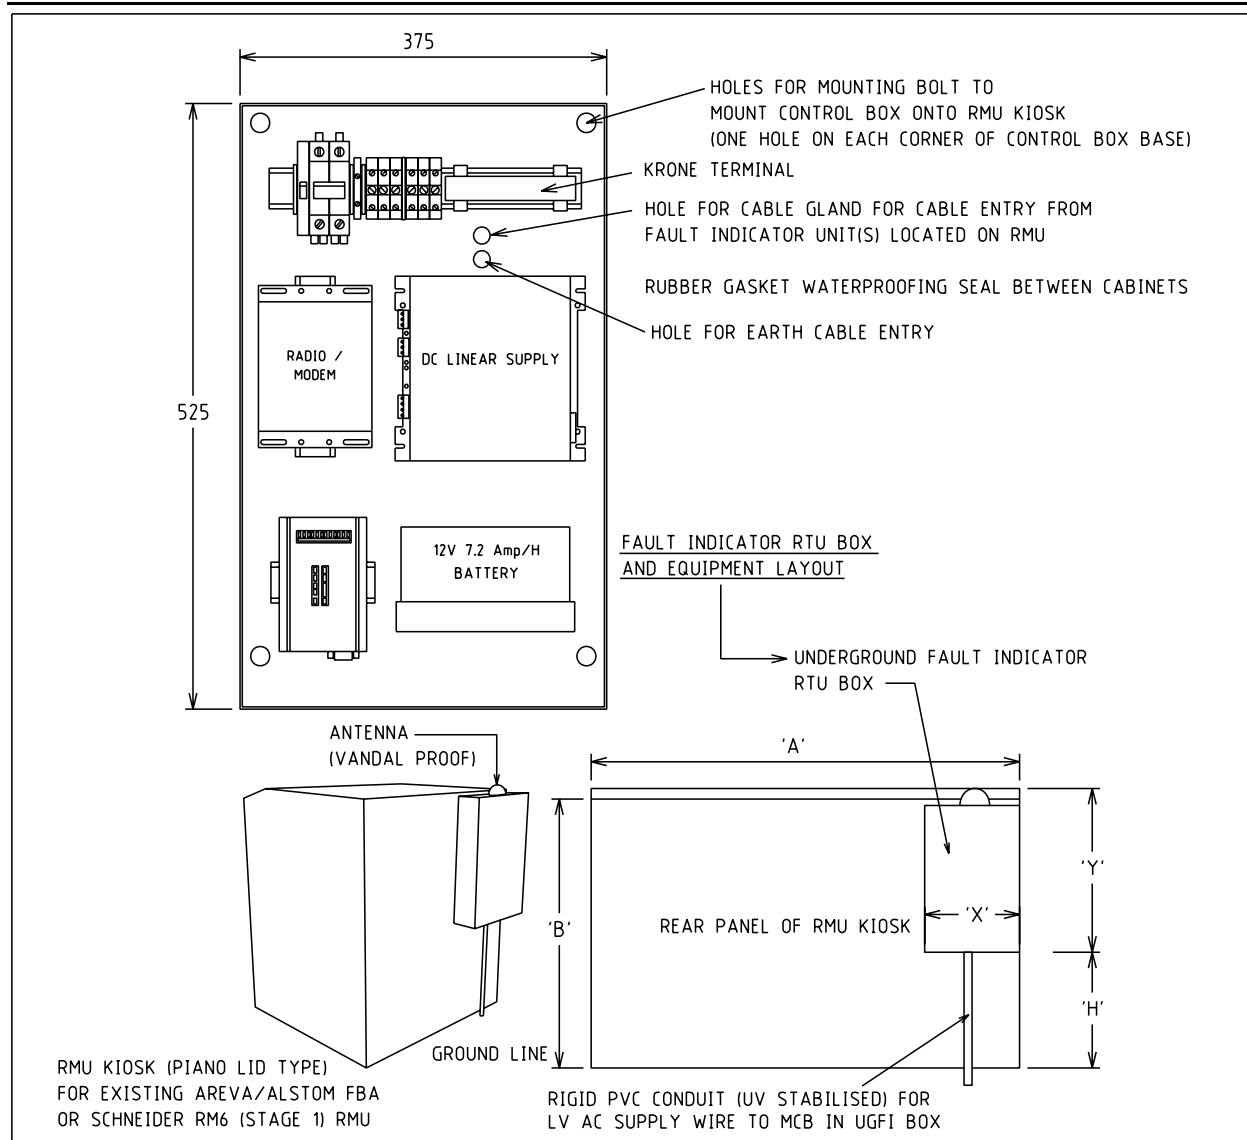 375
HOLES FOR MOUNTING BOLT TO
MOUNT CONTROL BOX ONTO RMU KIOSK
(ONE HOLE ON EACH CORNER OF CONTROL BOX BASE)
KRONE TERMINAL
HOLE FOR CABLE GLAND FOR CABLE ENTRY FROM
FAULT INDICATOR UNIT(S) LOCATED ON RMU
RUBBER GASKET WATERPROOFING SEAL BETWEEN CABINETS
HOLE FOR EARTH CABLE ENTRY
RADIO /
MODEM
DC LINEAR SUPPLY
525
12V 7.2 Amp/H
BATTERY
FAULT INDICATOR RTU BOX
AND EQUIPMENT LAYOUT
UNDERGROUND FAULT INDICATOR
RTU BOX
ANTENNA
(VANDAL PROOF)
'A'
'B'
'Y'
'X'
REAR PANEL OF RMU KIOSK
'H'
GROUND LINE
RMU KIOSK (PIANO LID TYPE)
FOR EXISTING AREVA/ALSTOM FBA
OR SCHNEIDER RM6 (STAGE 1) RMU
RIGID PVC CONDUIT (UV STABILISED) FOR
LV AC SUPPLY WIRE TO MCB IN UGFI BOX